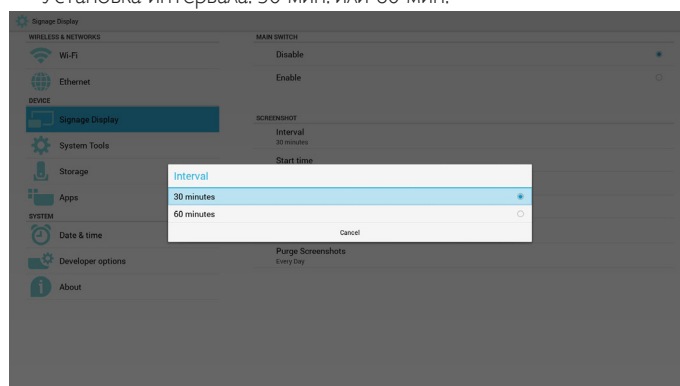 Установка интервала: 30 мин. или 60 мин.
Signage Display
WIRELESS & NETWORKS
Wi-Fi
Ethernet
DEVICE
Signage Display
System Tools
Storage
Apps
SYSTEM
Date & time
Developer options
About
MAIN SWITCH
Disable
Enable
SCREENSHOT
Interval
30 minutes
Start time
Interval
30 minutes
60 minutes
Cancel
Purge Screenshots
Every Day